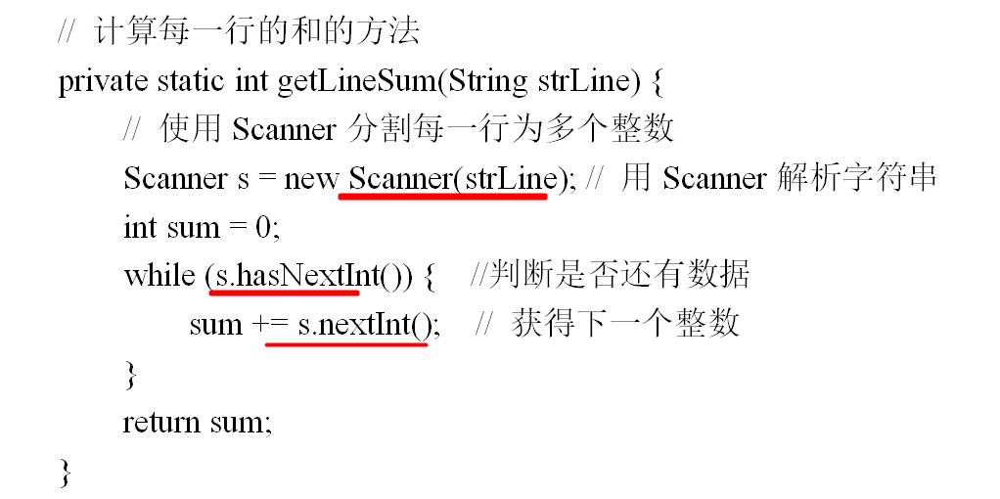 // 计算每一行的和的方法
private static int getLineSum(String strLine) {
// 使用 Scanner 分割每一行为多个整数
Scanner s = new Scanner(strLine); // 用 Scanner 解析字符串
int sum = 0;
while (s.hasNextInt()) { //判断是否还有数据
sum += s.nextInt(); // 获得下一个整数
}
return sum;
}